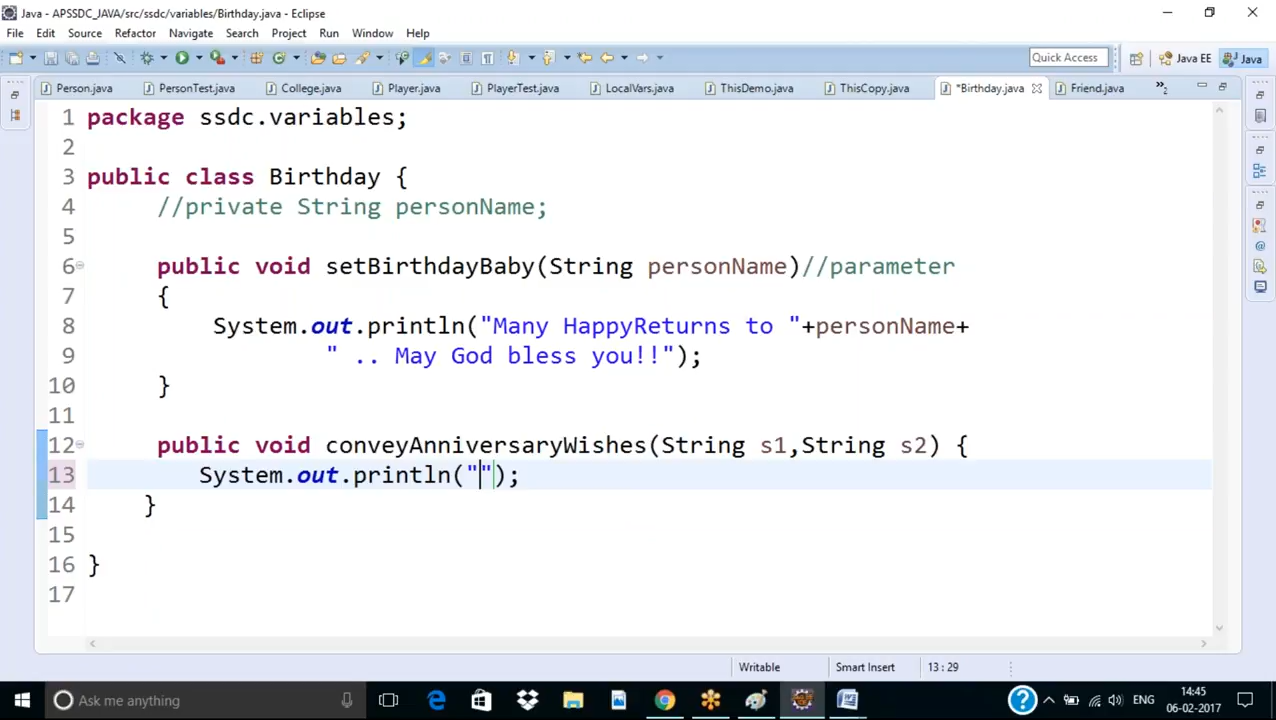 Java - APSSDC_JAVA/src/ssdc/variables/Birthday.java - Eclipse
File Edit Source Refactor Navigate Search Project Run Window Help
Quick Access Java EE Java
Person.java PersonTest.java College.java Player.java PlayerTest.java LocalVars.java ThisDemo.java ThisCopy.java *Birthday.java Friend.java »2
1 package ssdc.variables;
2
3 public class Birthday {
4 //private String personName;
5
6 public void setBirthdayBaby(String personName)//parameter
7 {
8 System.out.println("Many HappyReturns to "+personName+
9 " .. May God bless you!!");
10 }
11
12 public void conveyAnniversaryWishes(String s1,String s2) {
13 System.out.println("");
14 }
15
16 }
17
Writable Smart Insert 13 : 29
Ask me anything ENG 14:45
06-02-2017